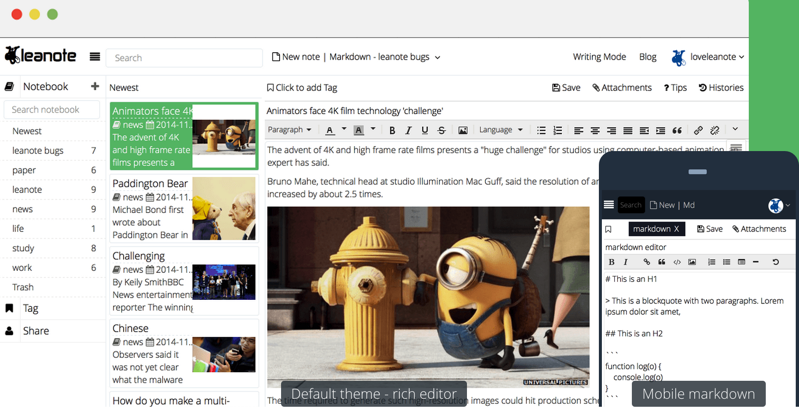 leanote
Search
New note | Markdown - leanote bugs
Writing Mode
Blog
loveleanote
Notebook
Search notebook
Newest
leanote bugs 7
paper 6
leanote 9
news 9
life 1
study 8
work 6
Trash
Tag
Share
Newest
Animators face 4K
news 2014-11..
The advent of 4K
and high frame rate
films presents a
Paddington Bear
news 2014-11..
Michael Bond first
wrote about
Paddington Bear in
Challenging
news 2014-11..
By Keily SmithBBC
News entertainment
reporter The winning
Chinese
news 2014-11..
Observers said it
was not yet clear
what the malware
How do you make a multi-
Click to add Tag
Save
Attachments
? Tips
Histories
Animators face 4K film technology 'challenge'
Paragraph
A
A
B
I
U
S
Language
The advent of 4K and high frame rate films presents a "huge challenge" for studios using computer-based animation,
expert has said.
Bruno Mahe, technical head at studio Illumination Mac Guff, said the resolution of
increased by about 2.5 times.
UNIVERSAL PICTURES
The time required to generate such high-resolution images could hit production
Default theme - rich editor
Search
New | Md
markdown X
Save
Attachments
markdown editor
B
I
# This is an H1
> This is a blockquote with two paragraphs. Lorem
ipsum dolor sit amet,
## This is an H2
```
function log(o) {
console.log(o)
}
```
Mobile markdown